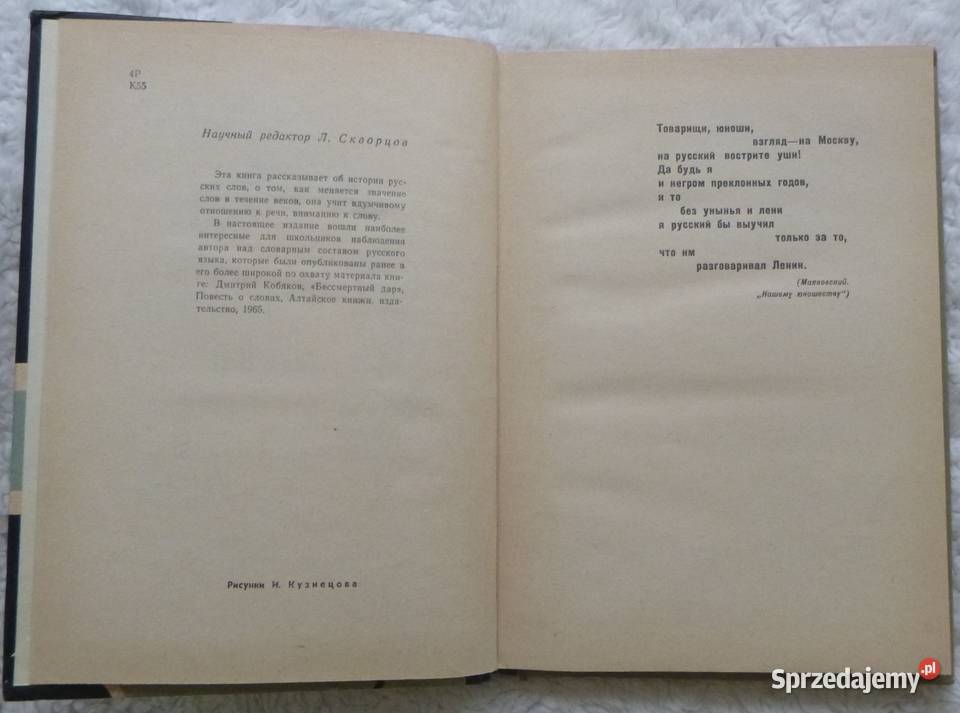 4Р
К55
Научный редактор Л. Скворцов
Эта книга рассказывает об истории рус-
ских слов, о том, как меняется значение
слов в течение веков, она учит вдумчивому
отношению к речи, вниманию к слову.
В настоящее издание вошли наиболее
интересные для школьников наблюдения
автора над словарным составом русского
языка, которые были опубликованы ранее в
его более широкой по охвату материала кни-
ге: Дмитрий Кобяков, «Бессмертный дар»,
Повесть о словах, Алтайское книжн. изда-
тельство, 1965.
Рисунки И. Кузнецова
Товарищи, юноши,
взгляд—на Москву,
на русский вострите уши!
Да будь я
и негром преклонных годов,
и то
без унынья и лени
я русский бы выучил
только за то,
что им
разговаривал Ленин.
(Маяковский.
„Нашему юношеству")
Sprzedajemy.pl